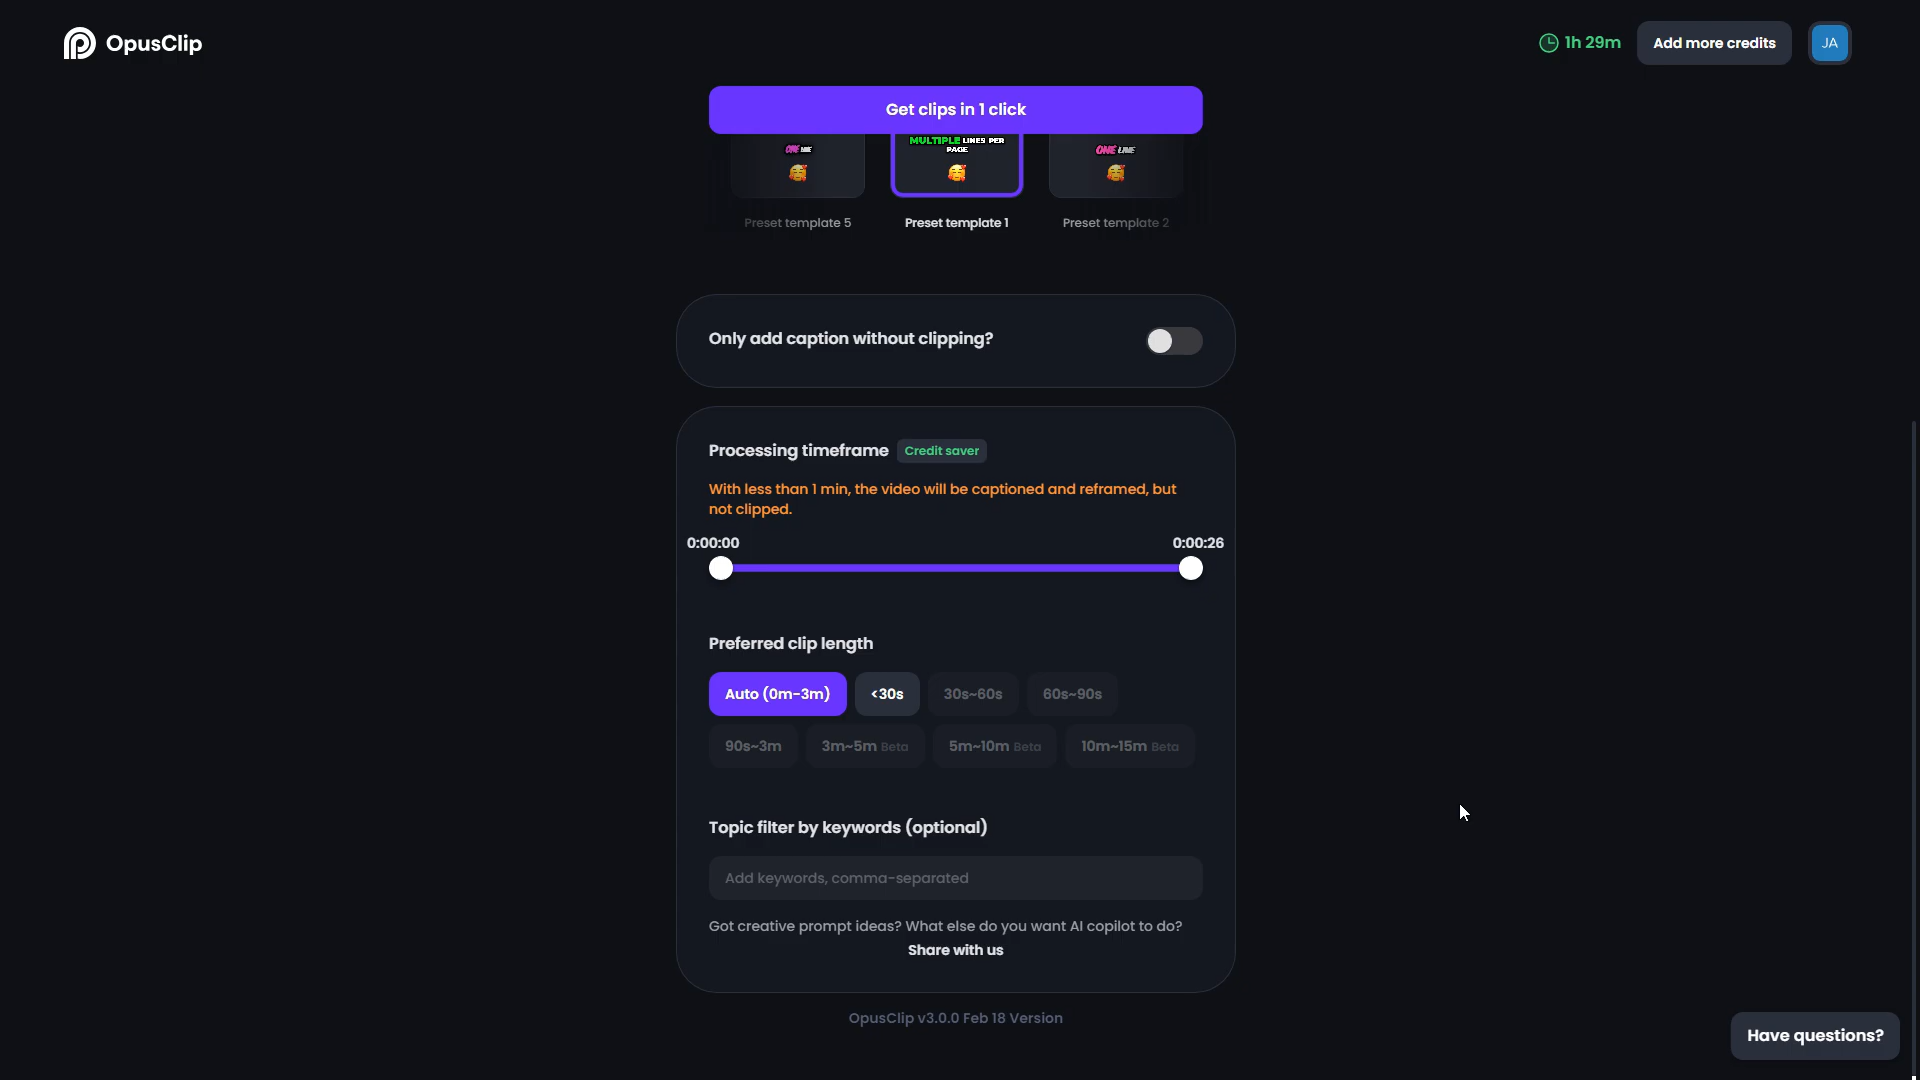 OpusClip
1h 29m
Add more credits
JA
Get clips in 1 click
ONE LINE
MULTIPLE LINES PER
PAGE
ONE LINE
Preset template 5
Preset template 1
Preset template 2
Only add caption without clipping?
Processing timeframe
Credit saver
With less than 1 min, the video will be captioned and reframed, but
not clipped.
0:00:00
0:00:26
Preferred clip length
Auto (0m-3m)
<30s
30s~60s
60s~90s
90s~3m
3m~5m Beta
5m~10m Beta
10m~15m Beta
Topic filter by keywords (optional)
Add keywords, comma-separated
Got creative prompt ideas? What else do you want AI copilot to do?
Share with us
OpusClip v3.0.0 Feb 18 Version
Have questions?